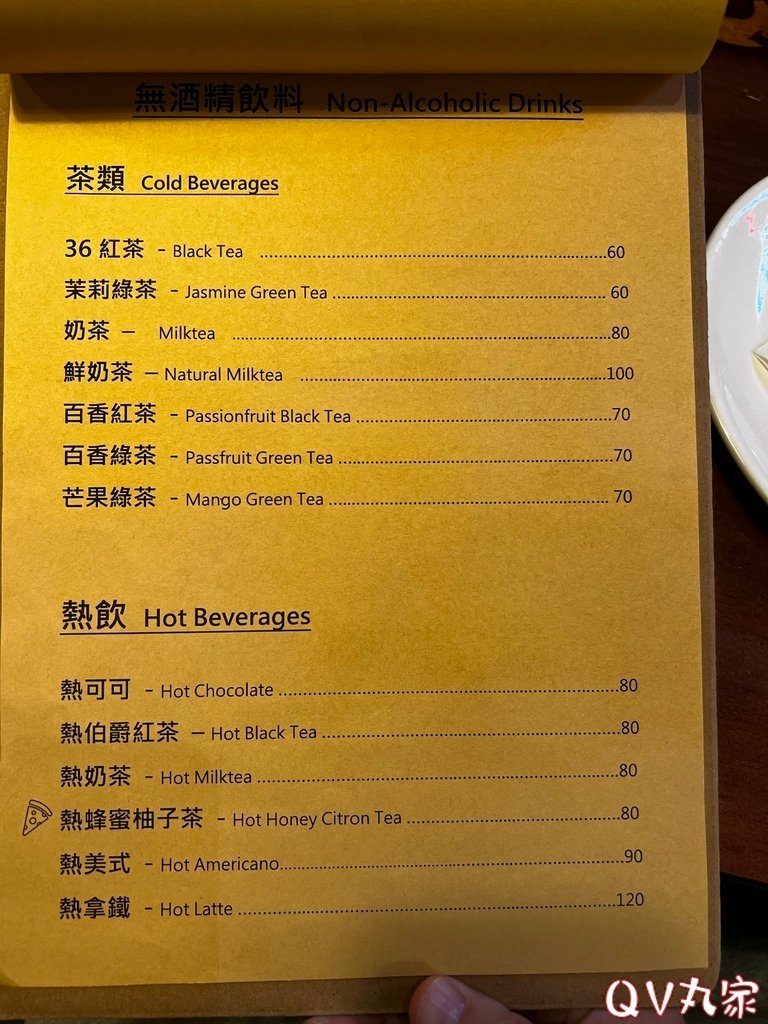 無酒精飲料 Non-Alcoholic Drinks
茶類 Cold Beverages
36 紅茶 - Black Tea ........................................60
茉莉綠茶 - Jasmine Green Tea ........................................ 60
奶茶 － Milktea ........................................80
鮮奶茶 － Natural Milktea ........................................100
百香紅茶 - Passionfruit Black Tea ........................................70
百香綠茶 - Passfruit Green Tea ........................................70
芒果綠茶 - Mango Green Tea ........................................ 70
熱飲 Hot Beverages
熱可可 - Hot Chocolate ........................................80
熱伯爵紅茶 － Hot Black Tea ........................................80
熱奶茶 - Hot Milktea ........................................80
熱蜂蜜柚子茶 - Hot Honey Citron Tea ........................................80
熱美式 - Hot Americano........................................90
熱拿鐵 - Hot Latte ........................................120
QV丸家